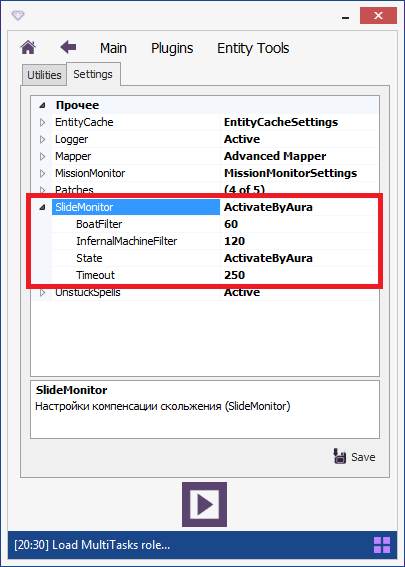 Main Plugins Entity Tools
Utilities Settings
Прочее
EntityCache EntityCacheSettings
Logger Active
Mapper Advanced Mapper
MissionMonitor MissionMonitorSettings
Patches (4 of 5)
SlideMonitor ActivateByAura
BoatFilter 60
InfernalMachineFilter 120
State ActivateByAura
Timeout 250
UnstuckSpells Active
SlideMonitor
Настройки компенсации скольжения (SlideMonitor)
Save
[20:30] Load MultiTasks role...